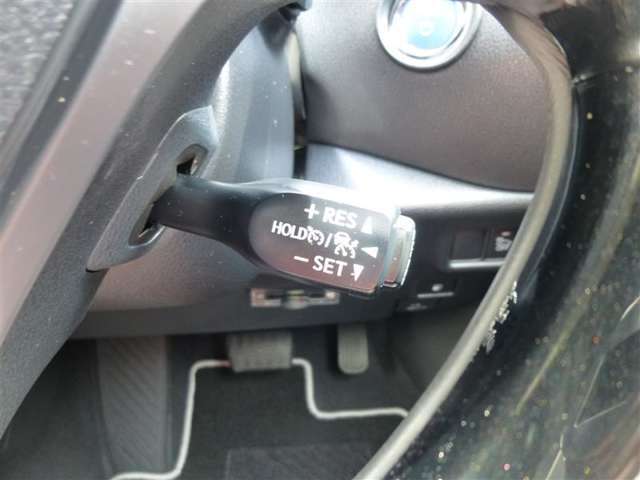 + RES ▲
HOLD / ◀
− SET ▼